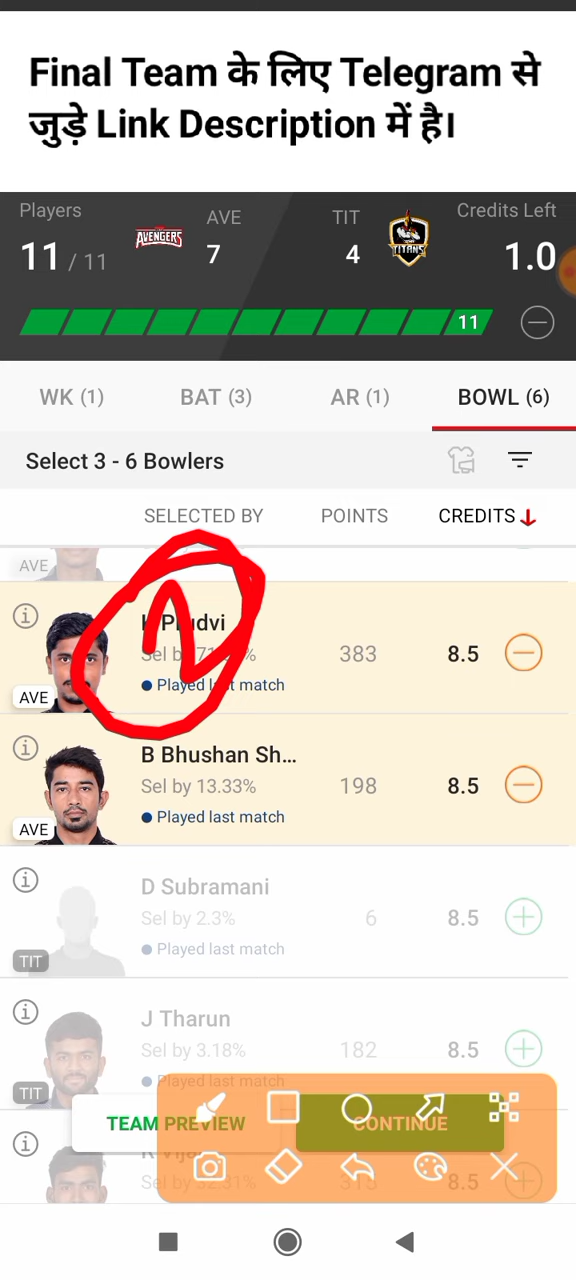 Final Team के लिए Telegram से
जुड़े Link Description में है।
Players
AVE
TIT
Credits Left
11 / 11
AVENGERS
7
4
TITANS
1.0
11
WK (1)
BAT (3)
AR (1)
BOWL (6)
Select 3 - 6 Bowlers
SELECTED BY
POINTS
CREDITS
AVE
383
8.5
AVE
Played last match
B Bhushan Sh...
Sel by 13.33%
198
8.5
AVE
Played last match
D Subramani
Sel by 2.3%
6
8.5
TIT
Played last match
J Tharun
Sel by 3.18%
182
8.5
TIT
Played last match
TEAM PREVIEW
CONTINUE
8.5